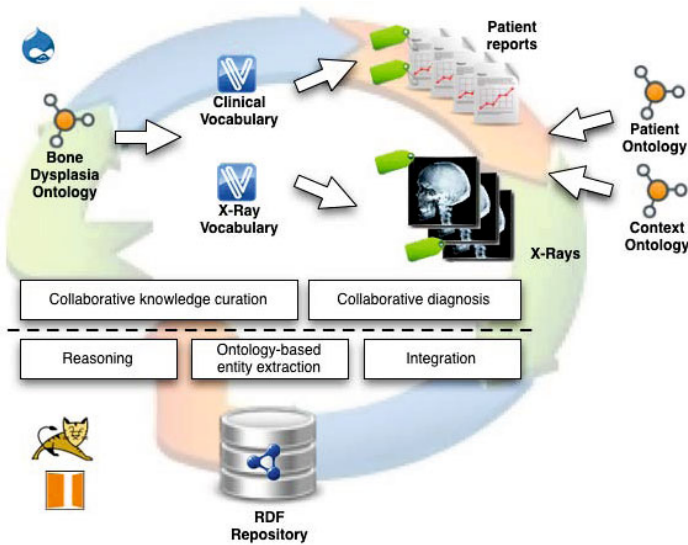 Patient
reports
Clinical
Vocabulary
Bone
Dysplasia
Ontology
Patient
Ontology
X-Ray
Vocabulary
X-Rays
Context
Ontology
Collaborative knowledge curation
Collaborative diagnosis
Reasoning
Ontology-based
entity extraction
Integration
RDF
Repository